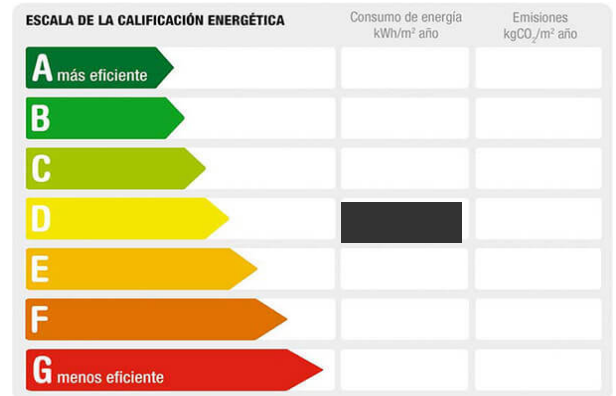 ESCALA DE LA CALIFICACIÓN ENERGÉTICA
Consumo de energía
kWh/m² año
Emisiones
kgCO₂/m² año
A más eficiente
B
C
D
E
F
G menos eficiente